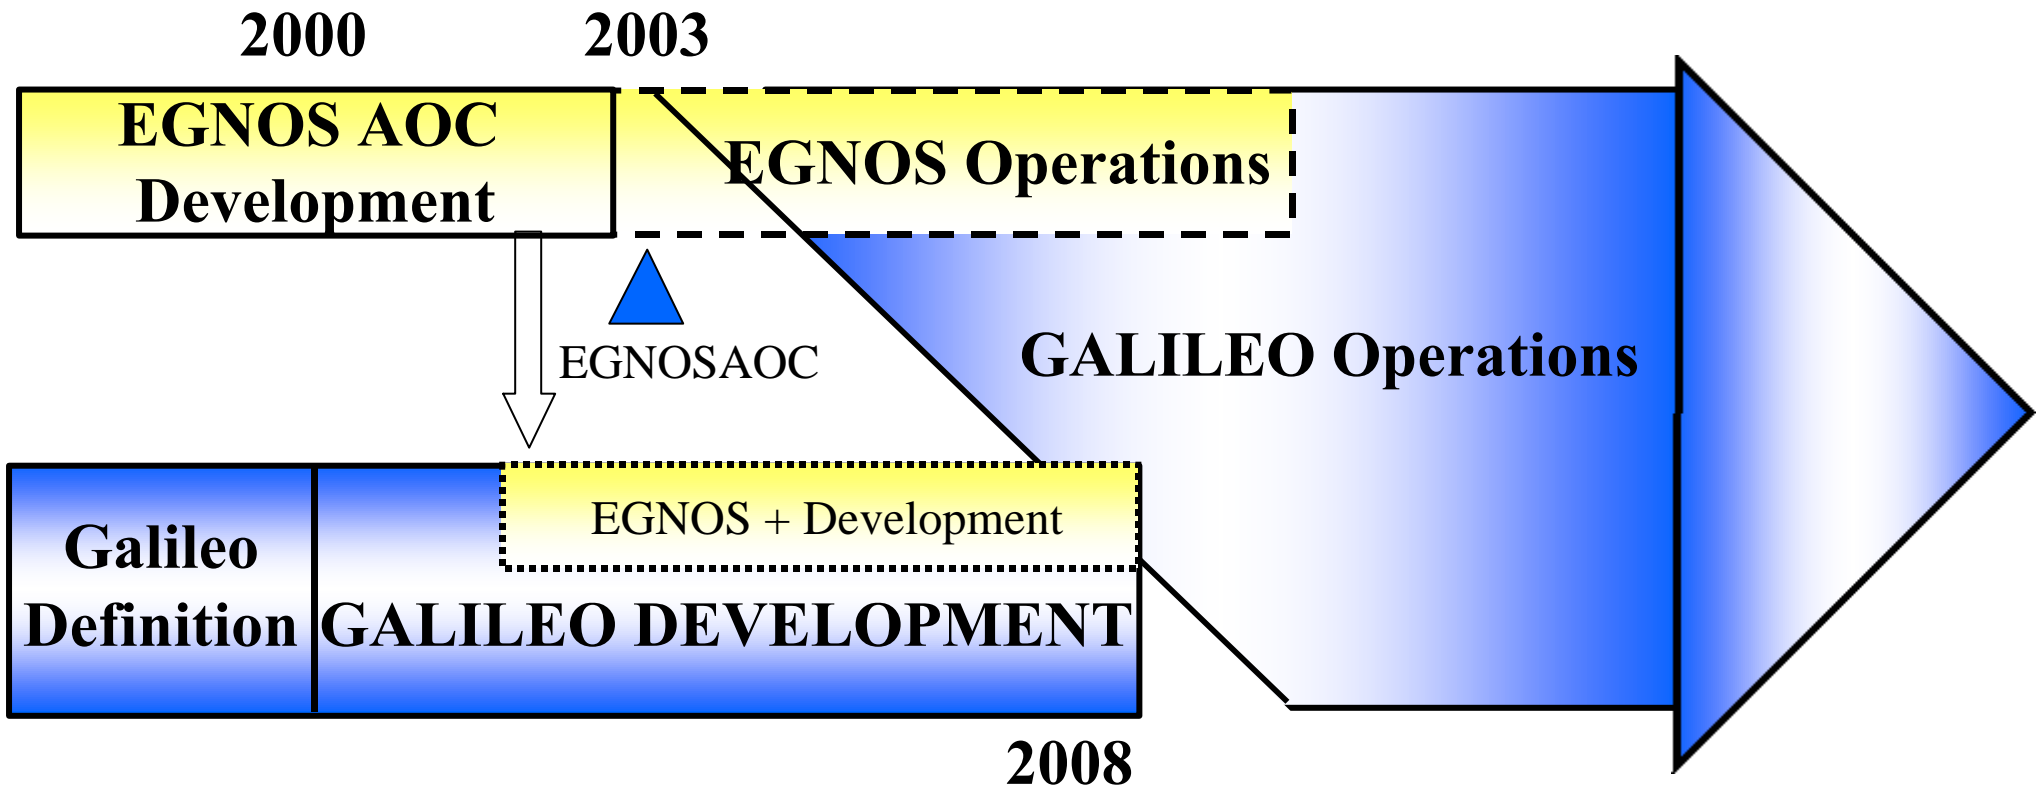 2000
2003
EGNOS AOC
Development
EGNOS Operations
EGNOSAOC
GALILEO Operations
EGNOS + Development
Galileo
Definition
GALILEO DEVELOPMENT
2008